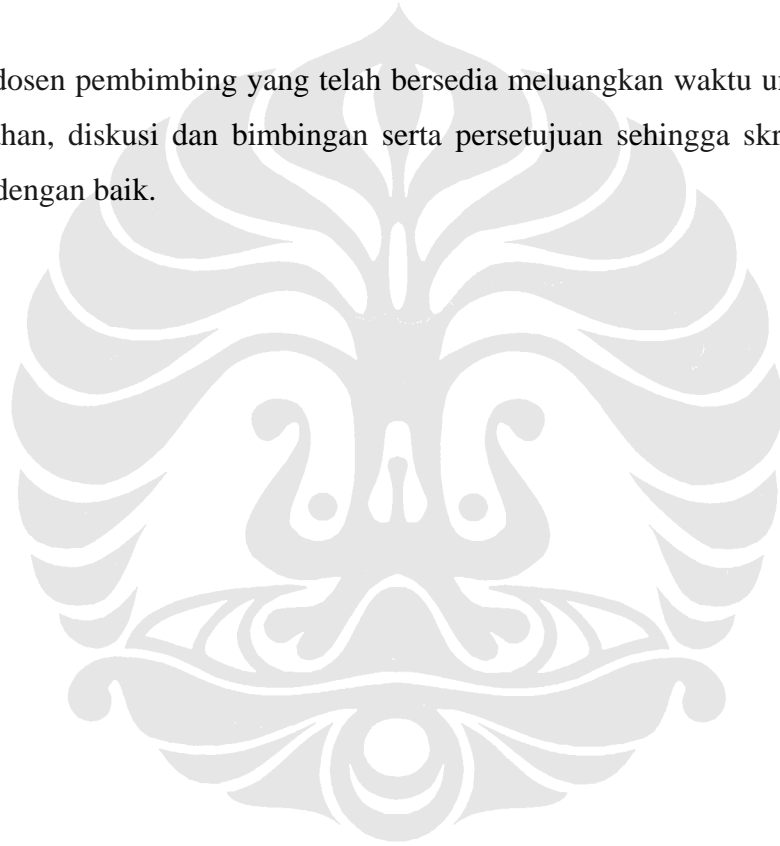 dosen pembimbing yang telah bersedia meluangkan waktu u
han, diskusi dan bimbingan serta persetujuan sehingga skr
dengan baik.